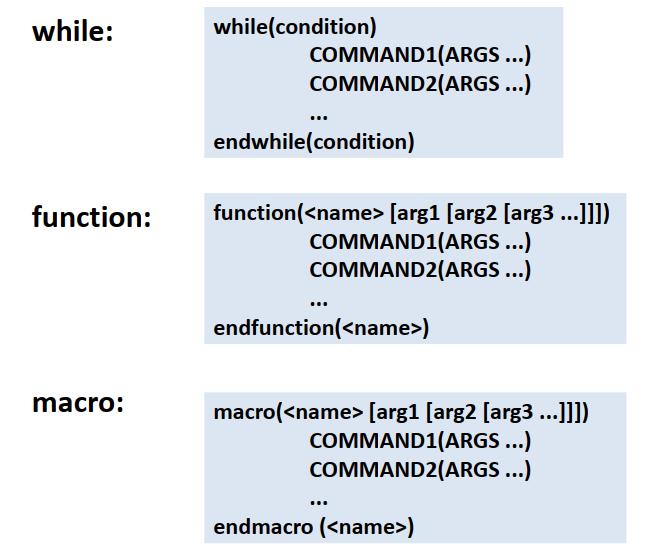 while:
while(condition)
COMMAND1(ARGS ...)
COMMAND2(ARGS ...)
...
endwhile(condition)
function:
function(<name> [arg1 [arg2 [arg3 ...]]])
COMMAND1(ARGS ...)
COMMAND2(ARGS ...)
...
endfunction(<name>)
macro:
macro(<name> [arg1 [arg2 [arg3 ...]]])
COMMAND1(ARGS ...)
COMMAND2(ARGS ...)
...
endmacro (<name>)